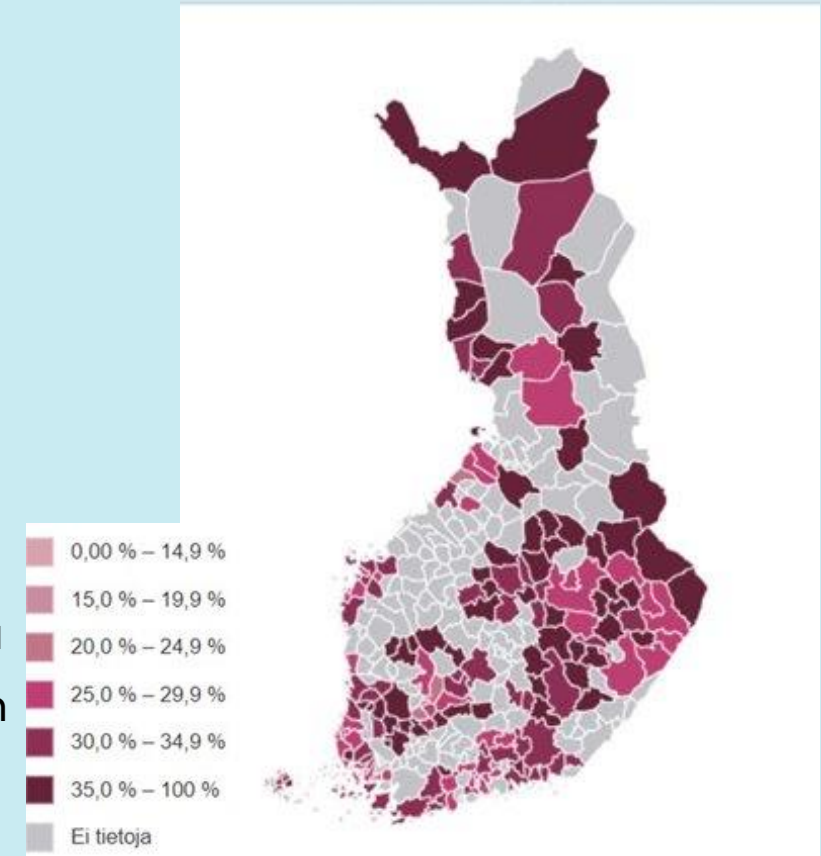 0,00 % – 14,9 %
15,0 % – 19,9 %
20,0 % – 24,9 %
25,0 % – 29,9 %
30,0 % – 34,9 %
35,0 % – 100 %
Ei tietoja